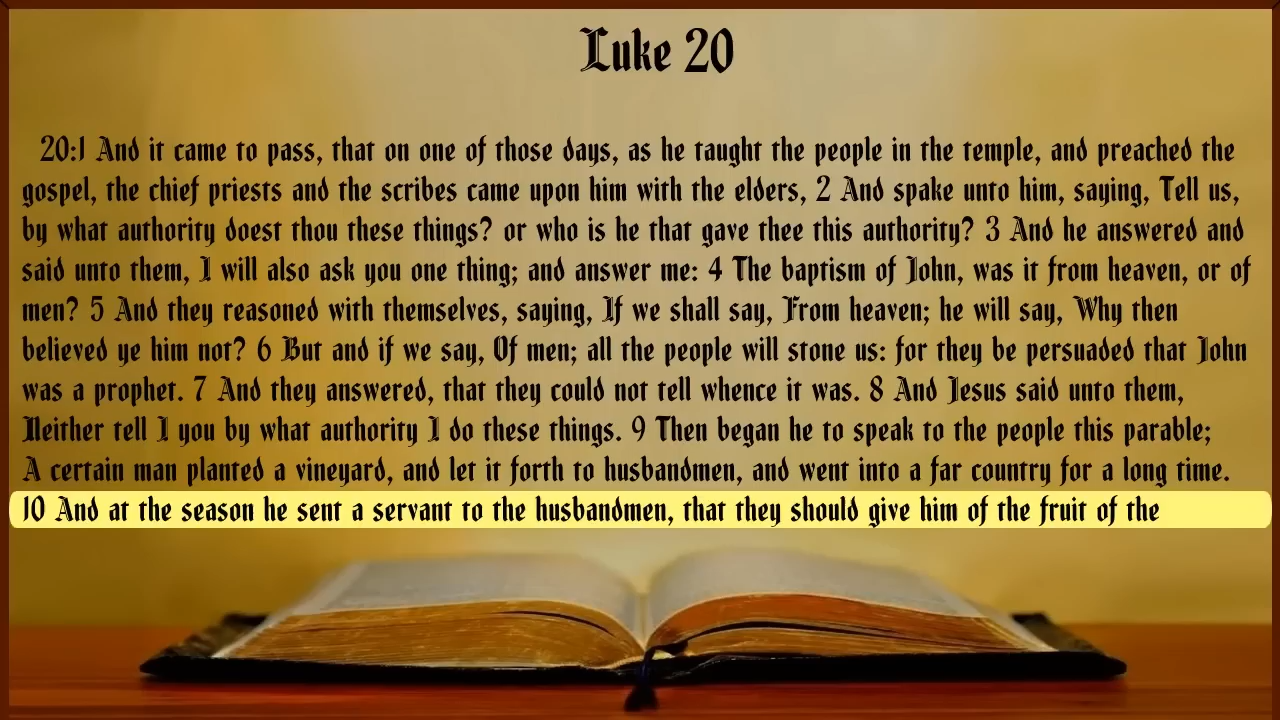 Luke 20
20:1 And it came to pass, that on one of those days, as he taught the people in the temple, and preached the
gospel, the chief priests and the scribes came upon him with the elders, 2 And spake unto him, saying, Tell us,
by what authority doest thou these things? or who is he that gave thee this authority? 3 And he answered and
said unto them, I will also ask you one thing; and answer me: 4 The baptism of John, was it from heaven, or of
men? 5 And they reasoned with themselves, saying, If we shall say, From heaven; he will say, Why then
believed ye him not? 6 But and if we say, Of men; all the people will stone us: for they be persuaded that John
was a prophet. 7 And they answered, that they could not tell whence it was. 8 And Jesus said unto them,
Neither tell I you by what authority I do these things. 9 Then began he to speak to the people this parable;
A certain man planted a vineyard, and let it forth to husbandmen, and went into a far country for a long time.
10 And at the season he sent a servant to the husbandmen, that they should give him of the fruit of the